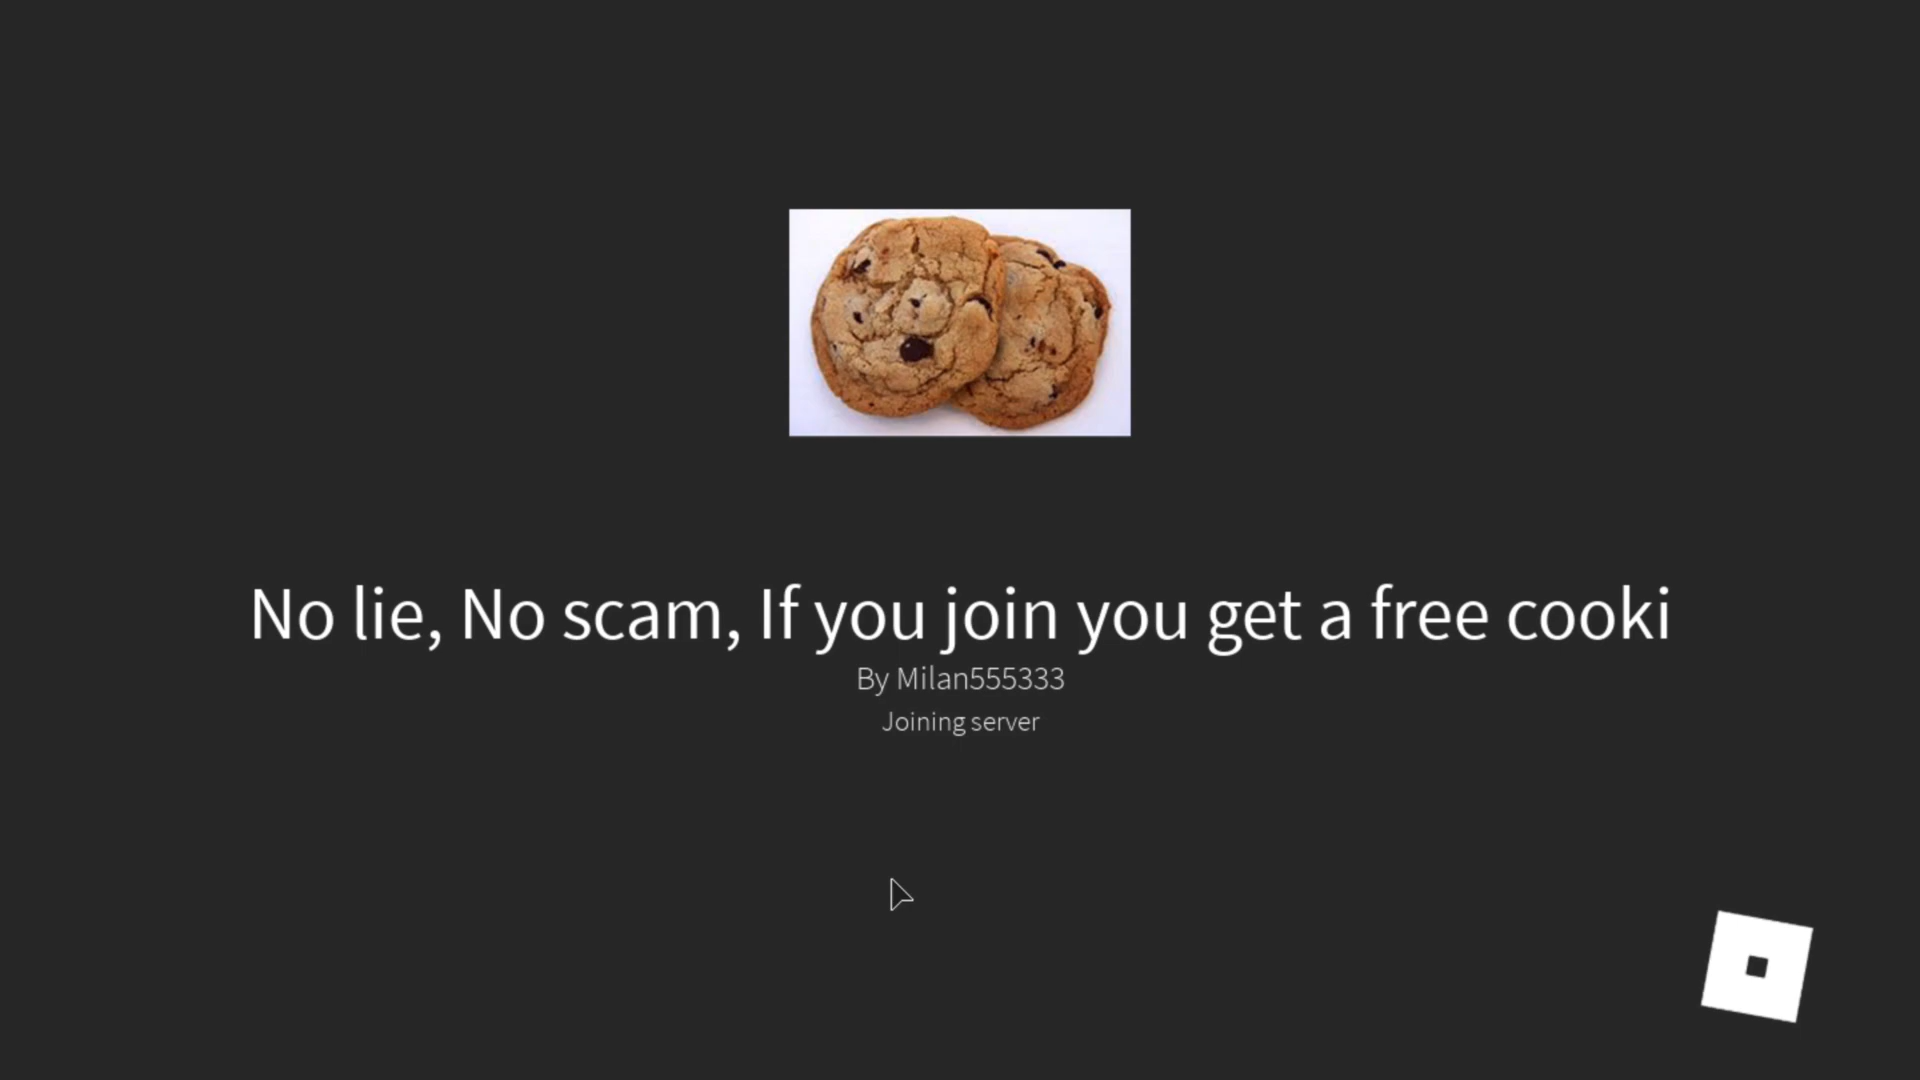 No lie, No scam, If you join you get a free cooki
By Milan555333
Joining server